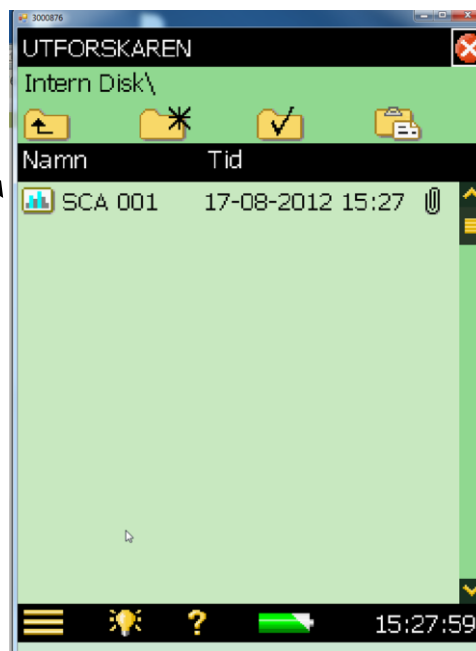 3000876
UTFORSKAREN
Intern Disk\
Namn Tid
SCA 001 17-08-2012 15:27
? 15:27:59